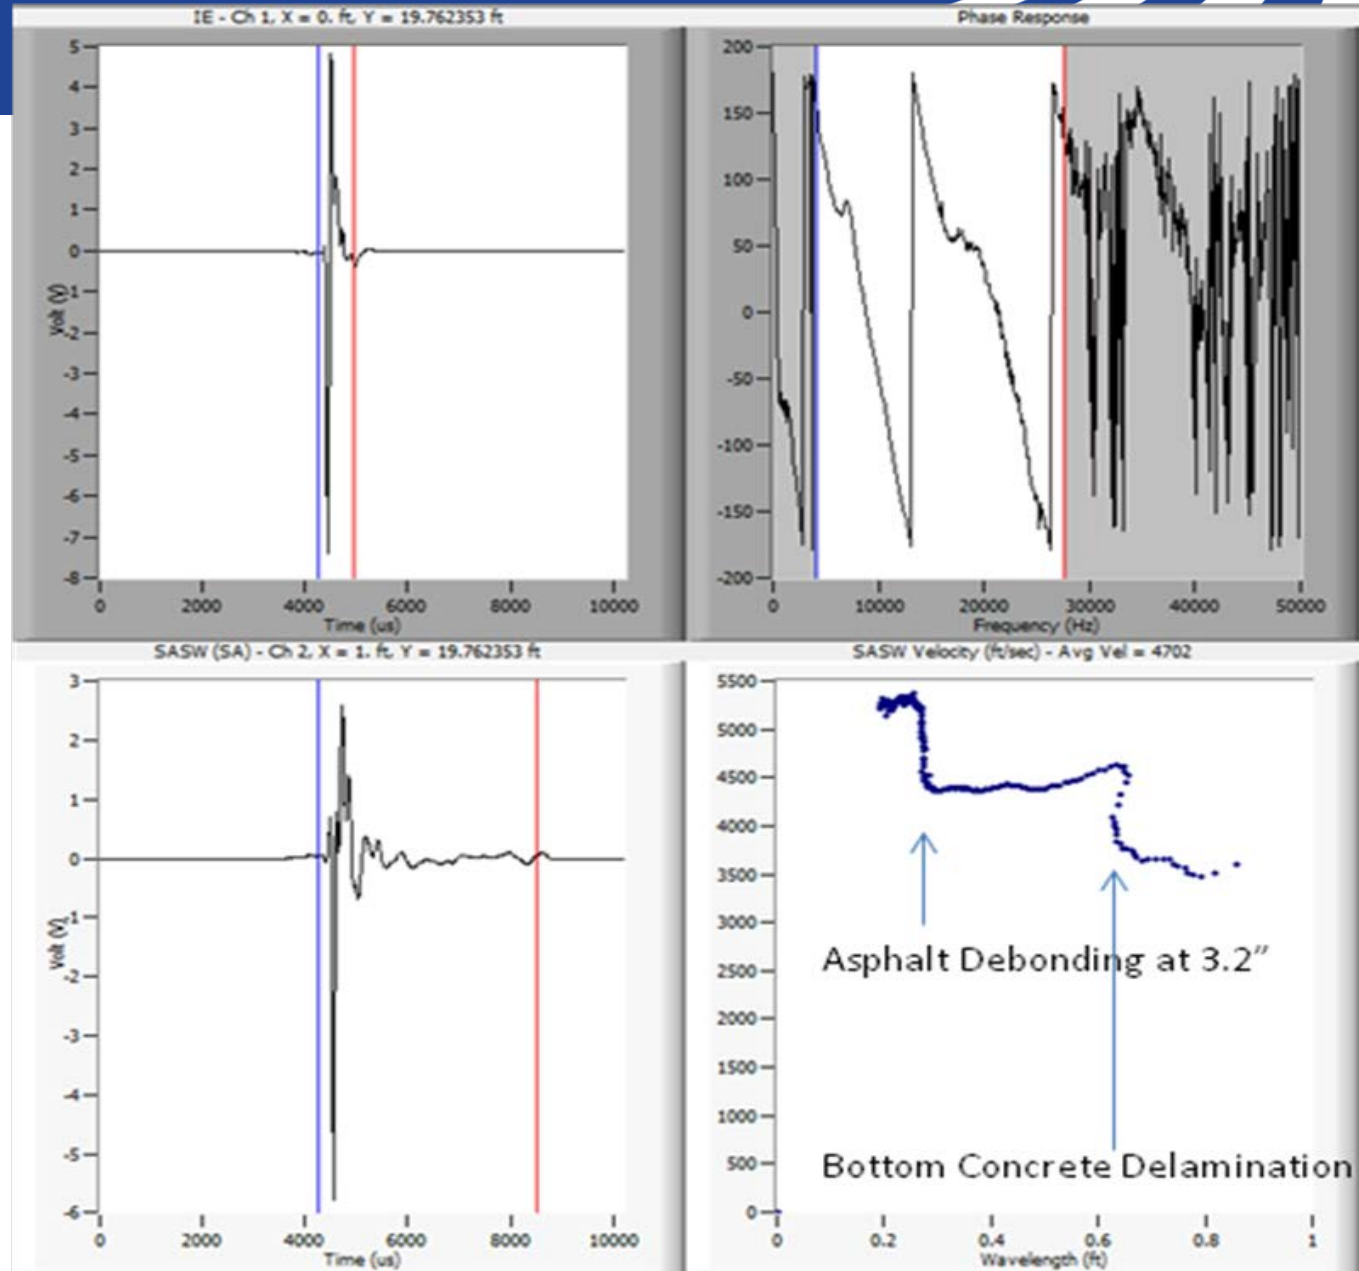 IE - Ch 1, X = 0. ft, Y = 19.762353 ft
5
4
3
2
1
0
-1
-2
-3
-4
-5
-6
-7
-8
Volt (V)
0 2000 4000 6000 8000 10000
Time (us)
Phase Response
200
150
100
50
0
-50
-100
-150
-200
0 10000 20000 30000 40000 50000
Frequency (Hz)
SASW (SA) - Ch 2, X = 1. ft, Y = 19.762353 ft
3
2
1
0
-1
-2
-3
-4
-5
-6
Volt (V)
0 2000 4000 6000 8000 10000
Time (us)
SASW Velocity (ft/sec) - Avg Vel = 4702
5500
5000
4500
4000
3500
3000
2500
2000
1500
1000
500
0
Asphalt Debonding at 3.2”
Bottom Concrete Delamination
0 0.2 0.4 0.6 0.8 1
Wavelength (ft)